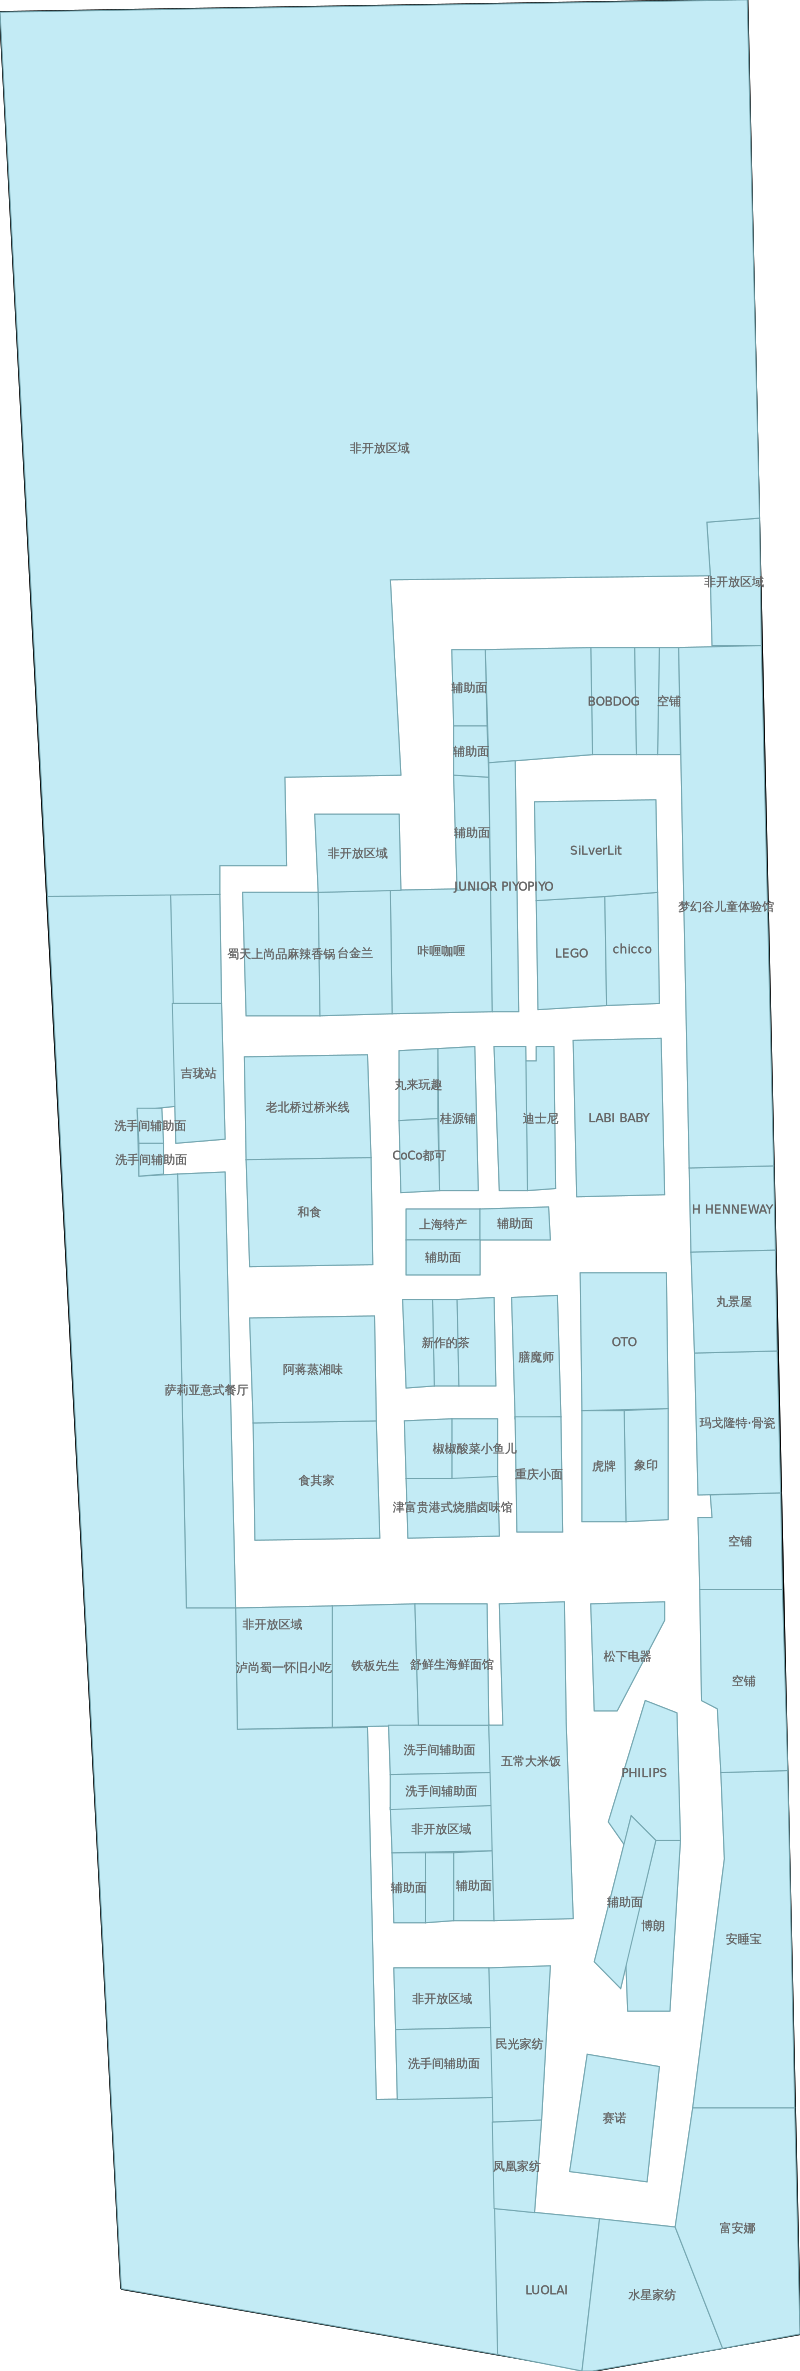 非开放区域
非开放区域
辅助面
BOBDOG
空铺
辅助面
辅助面
非开放区域
SiLverLit
JUNIOR PIYOPIYO
梦幻谷儿童体验馆
蜀天上尚品麻辣香锅
台金兰
咔喱咖喱
LEGO
chicco
吉珑站
丸来玩趣
老北桥过桥米线
桂源铺
迪士尼
LABI BABY
洗手间辅助面
洗手间辅助面
CoCo都可
和食
上海特产
辅助面
H HENNEWAY
辅助面
丸景屋
新作的茶
OTO
膳魔师
阿蒋蒸湘味
萨莉亚意式餐厅
玛戈隆特·骨瓷
椒椒酸菜小鱼儿
虎牌
象印
重庆小面
食其家
津富贵港式烧腊卤味馆
空铺
非开放区域
泸尚蜀一怀旧小吃
铁板先生
舒鲜生海鲜面馆
松下电器
空铺
洗手间辅助面
五常大米饭
PHILIPS
洗手间辅助面
非开放区域
辅助面
辅助面
辅助面
博朗
安睡宝
非开放区域
民光家纺
洗手间辅助面
赛诺
凤凰家纺
富安娜
LUOLAI
水星家纺